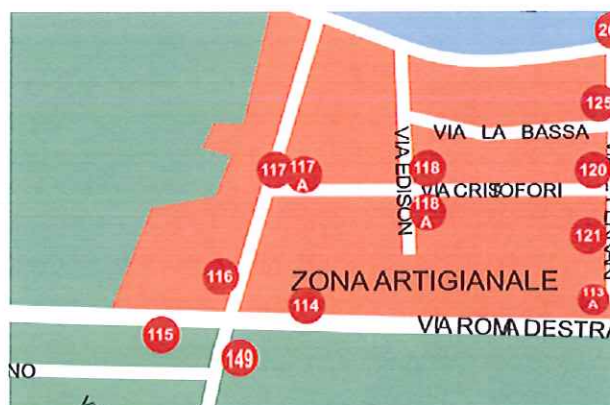 125
VIA LA BASSA
VIA EDISON
117
117
A
118
120
VIA CRISOFORI
118
A
121
116
ZONA ARTIGIANALE
114
113
A
115
VIA ROMA DESTRA
149
NO